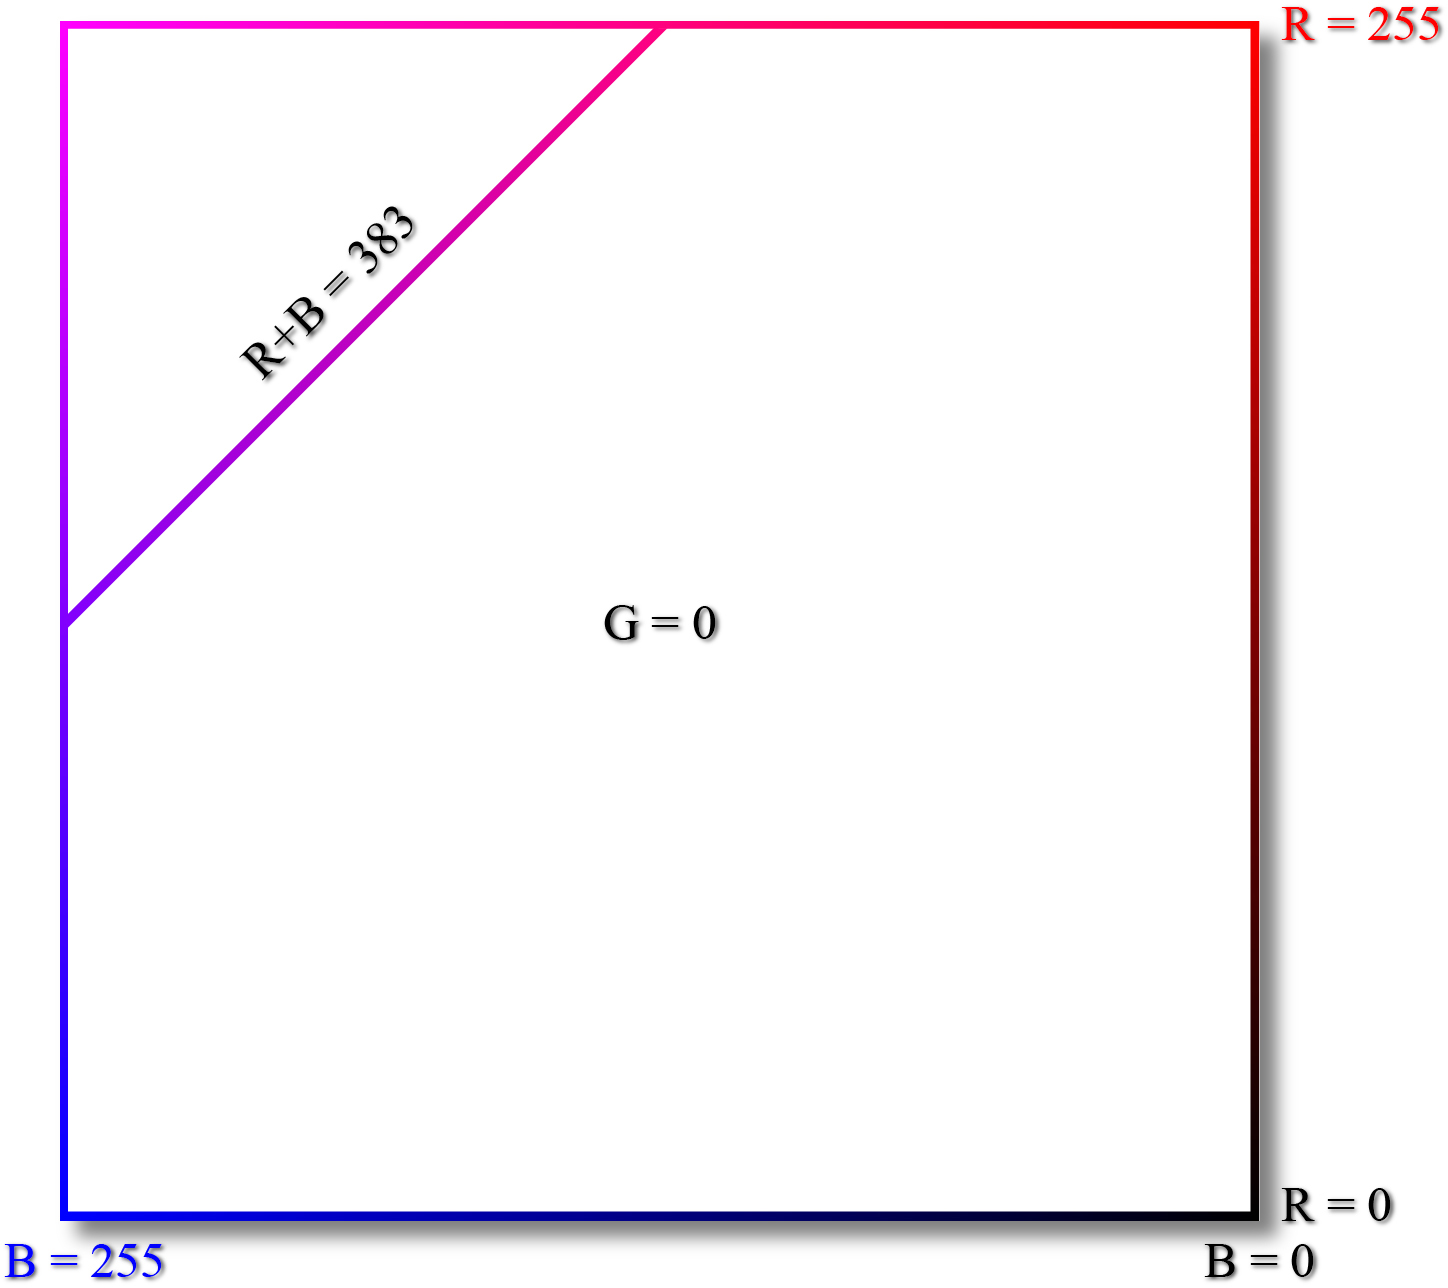 R = 255
R+B = 383
G = 0
R = 0
B = 255
B = 0